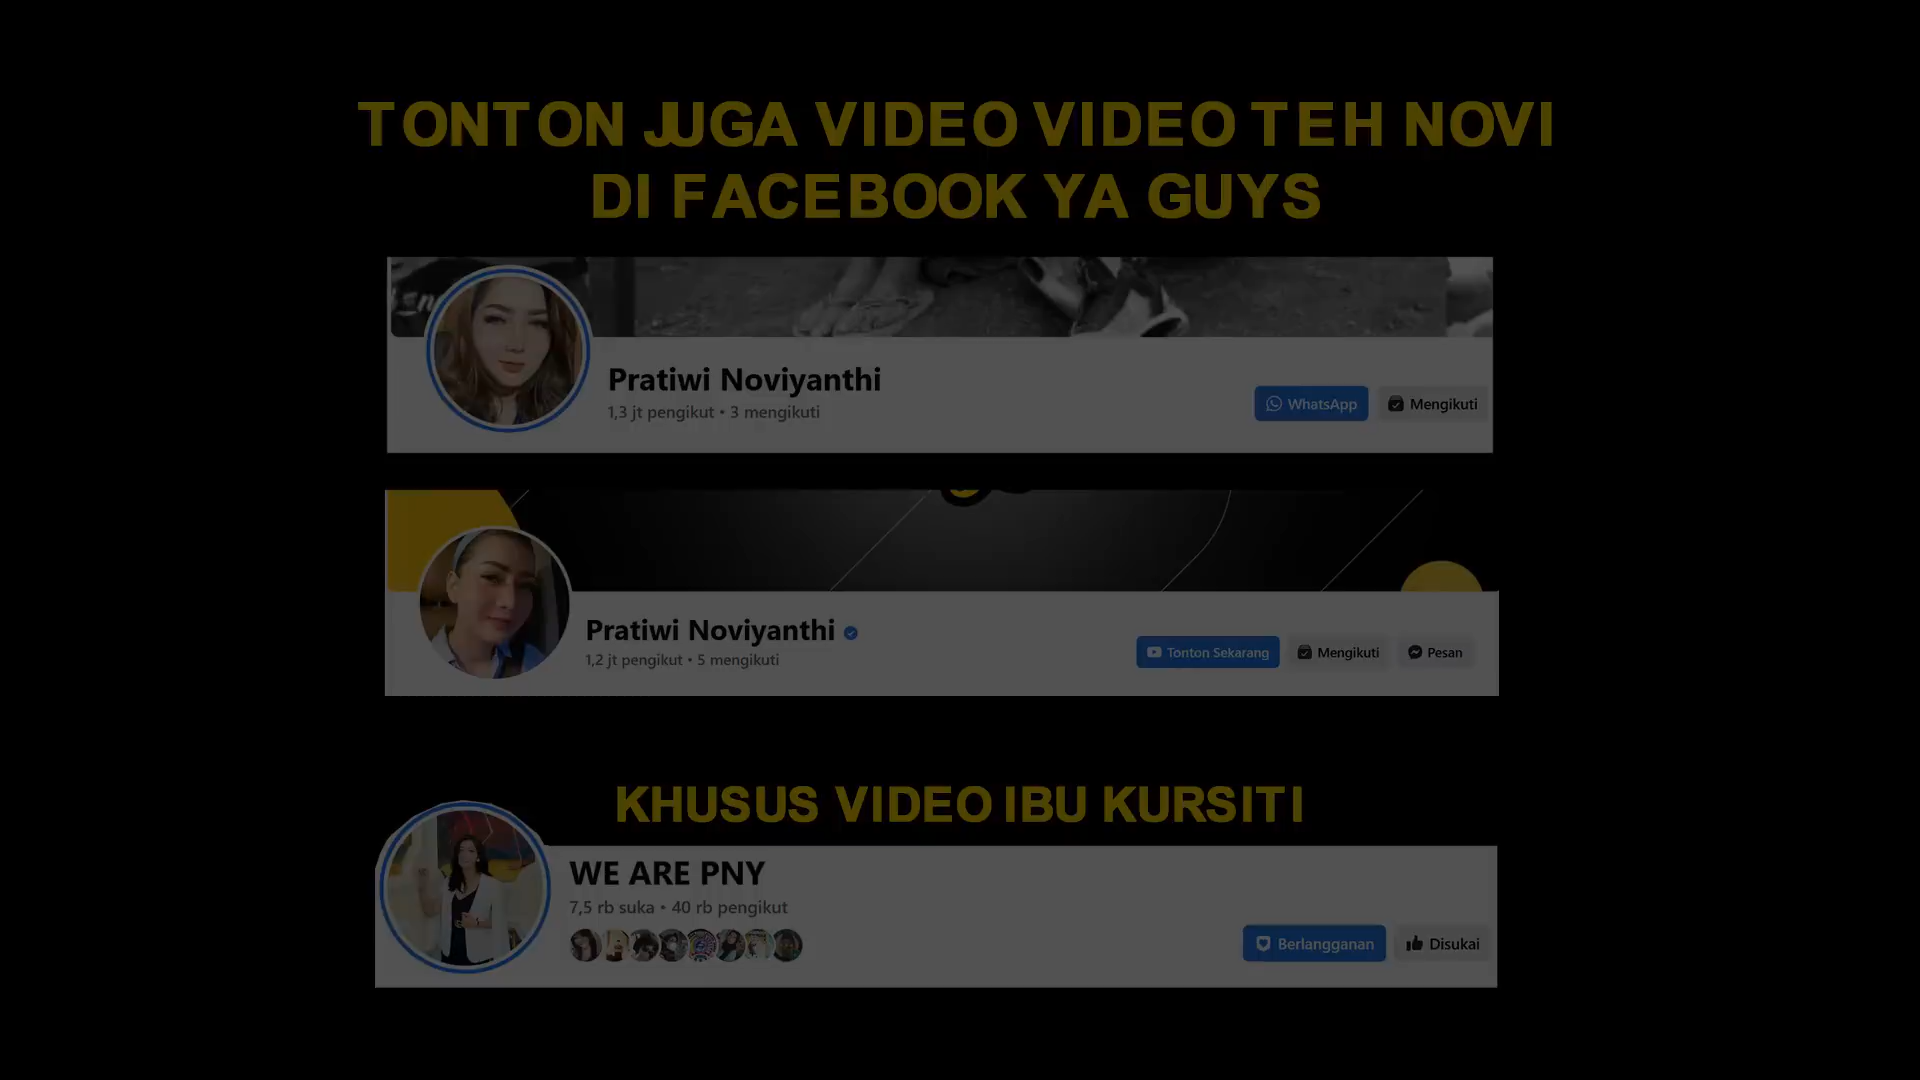 TONTON JUGA VIDEO VIDEO TEH NOVI
DI FACEBOOK YA GUYS
Pratiwi Noviyanthi
1,3 jt pengikut • 3 mengikuti
WhatsApp
Mengikuti
Pratiwi Noviyanthi
1,2 jt pengikut • 5 mengikuti
Tonton Sekarang
Mengikuti
Pesan
KHUSUS VIDEO IBU KURSITI
WE ARE PNY
7,5 rb suka • 40 rb pengikut
Berlangganan
Disukai